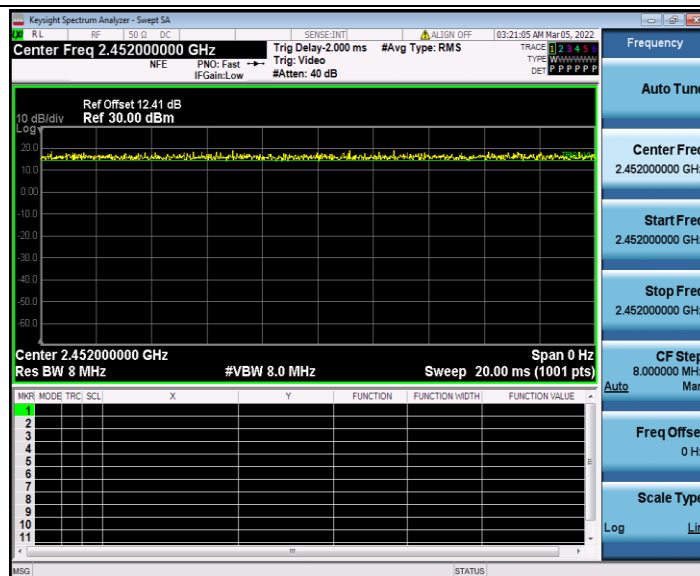 Keysight Spectrum Analyzer - Swept SA
RL RF 50 Ω DC SENSE:INT ALIGN OFF 03:21:05 AM Mar 05, 2022
Center Freq 2.452000000 GHz
NFE
PNO: Fast
IFGain:Low
Trig Delay-2.000 ms
Trig: Video
#Atten: 40 dB
#Avg Type: RMS
TRACE 1 2 3 4 5 6
TYPE WWWWWW
DET P P P P P P
Ref Offset 12.41 dB
10 dB/div Ref 30.00 dBm
Log
20.0
10.0
0.00
-10.0
-20.0
-30.0
-40.0
-50.0
-60.0
Center 2.452000000 GHz Span 0 Hz
Res BW 8 MHz #VBW 8.0 MHz Sweep 20.00 ms (1001 pts)
MKR MODE TRC SCL X Y FUNCTION FUNCTION WIDTH FUNCTION VALUE
1
2
3
4
5
6
7
8
9
10
11
MSG STATUS
Frequency
Auto Tune
Center Freq
2.452000000 GHz
Start Freq
2.452000000 GHz
Stop Freq
2.452000000 GHz
CF Step
8.000000 MHz
Auto Man
Freq Offset
0 Hz
Scale Type
Log Lin